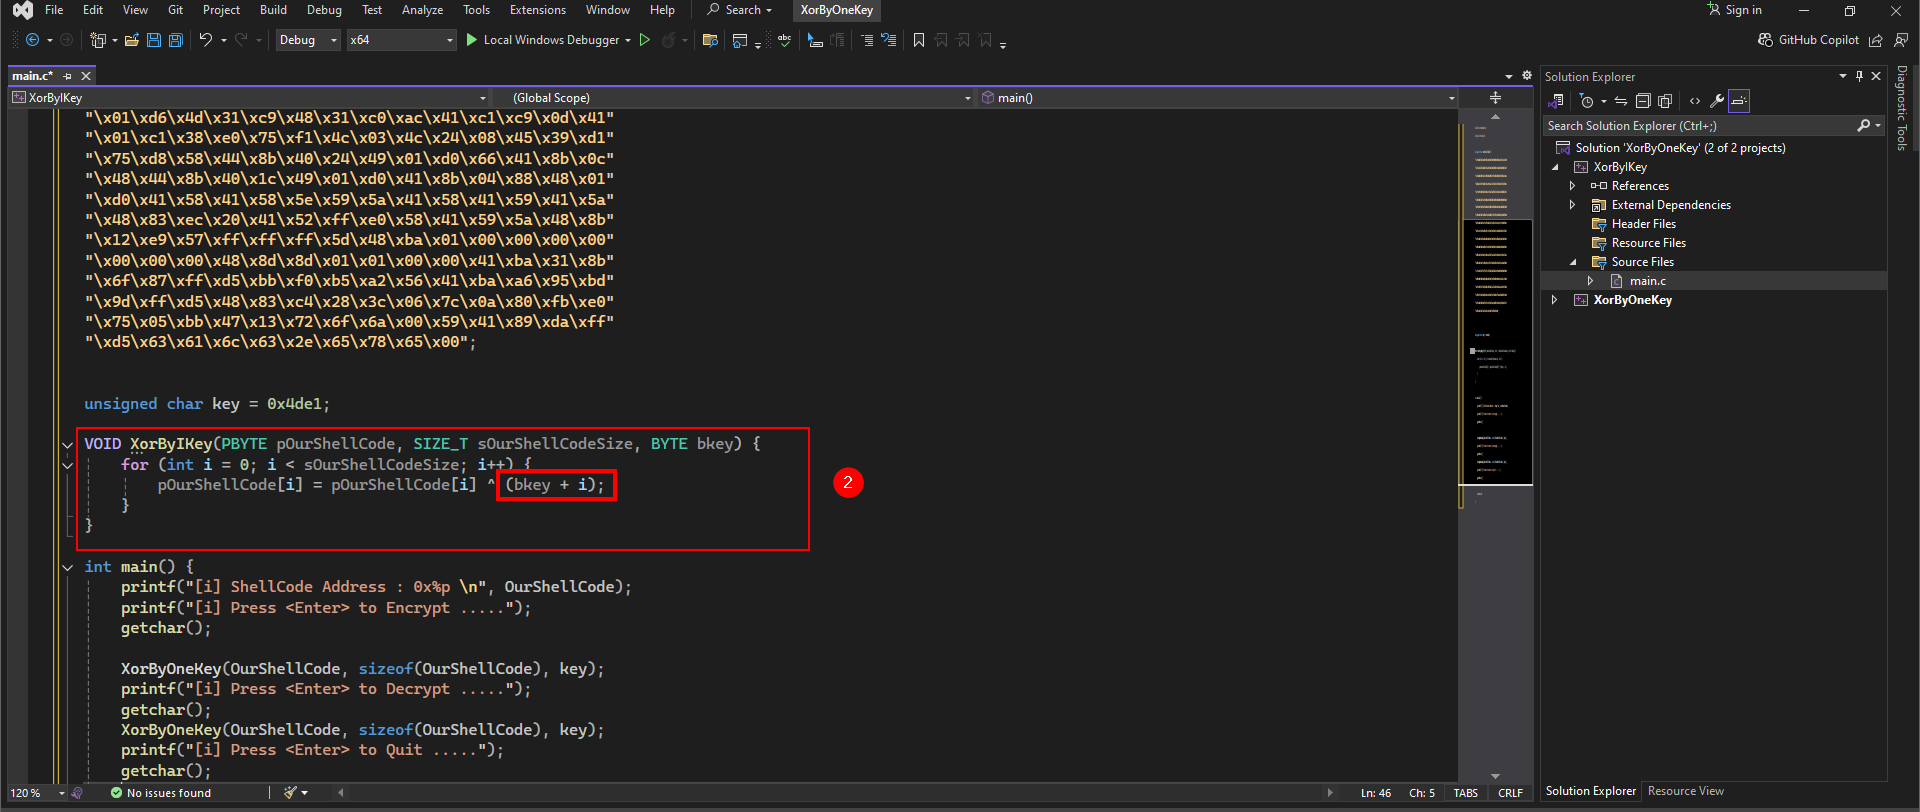 File Edit View Git Project Build Debug Test Analyze Tools Extensions Window Help Search XorByOneKey Sign in
Debug x64 Local Windows Debugger GitHub Copilot
main.c*
XorByIKey (Global Scope) main()
"\x01\xd6\x4d\x31\xc9\x48\x31\xc0\xac\x41\xc1\xc9\x0d\x41"
"\x01\xc1\x38\xe0\x75\xf1\x4c\x03\x4c\x24\x08\x45\x39\xd1"
"\x75\xd8\x58\x44\x8b\x40\x24\x49\x01\xd0\x66\x41\x8b\x0c"
"\x48\x44\x8b\x40\x1c\x49\x01\xd0\x41\x8b\x04\x88\x48\x01"
"\xd0\x41\x58\x41\x58\x5e\x59\x5a\x41\x58\x41\x59\x41\x5a"
"\x48\x83\xec\x20\x41\x52\xff\xe0\x58\x41\x59\x5a\x48\x8b"
"\x12\xe9\x57\xff\xff\xff\x5d\x48\xba\x01\x00\x00\x00\x00"
"\x00\x00\x00\x48\x8d\x8d\x01\x01\x00\x00\x41\xba\x31\x8b"
"\x6f\x87\xff\xd5\xbb\xf0\xb5\xa2\x56\x41\xba\xa6\x95\xbd"
"\x9d\xff\xd5\x48\x83\xc4\x28\x3c\x06\x7c\x0a\x80\xfb\xe0"
"\x75\x05\xbb\x47\x13\x72\x6f\x6a\x00\x59\x41\x89\xda\xff"
"\xd5\x63\x61\x6c\x63\x2e\x65\x78\x65\x00";
unsigned char key = 0x4de1;
VOID XorByIKey(PBYTE pOurShellCode, SIZE_T sOurShellCodeSize, BYTE bkey) {
for (int i = 0; i < sOurShellCodeSize; i++) {
pOurShellCode[i] = pOurShellCode[i] ^ (bkey + i);
}
}
2
int main() {
printf("[i] ShellCode Address : 0x%p \n", OurShellCode);
printf("[i] Press <Enter> to Encrypt .....");
getchar();
XorByOneKey(OurShellCode, sizeof(OurShellCode), key);
printf("[i] Press <Enter> to Decrypt .....");
getchar();
XorByOneKey(OurShellCode, sizeof(OurShellCode), key);
printf("[i] Press <Enter> to Quit .....");
getchar();
120 % No issues found Ln: 46 Ch: 5 TABS CRLF
Solution Explorer
Search Solution Explorer (Ctrl+;)
Solution 'XorByOneKey' (2 of 2 projects)
XorByIKey
References
External Dependencies
Header Files
Resource Files
Source Files
main.c
XorByOneKey
Solution Explorer Resource View
Diagnostic Tools